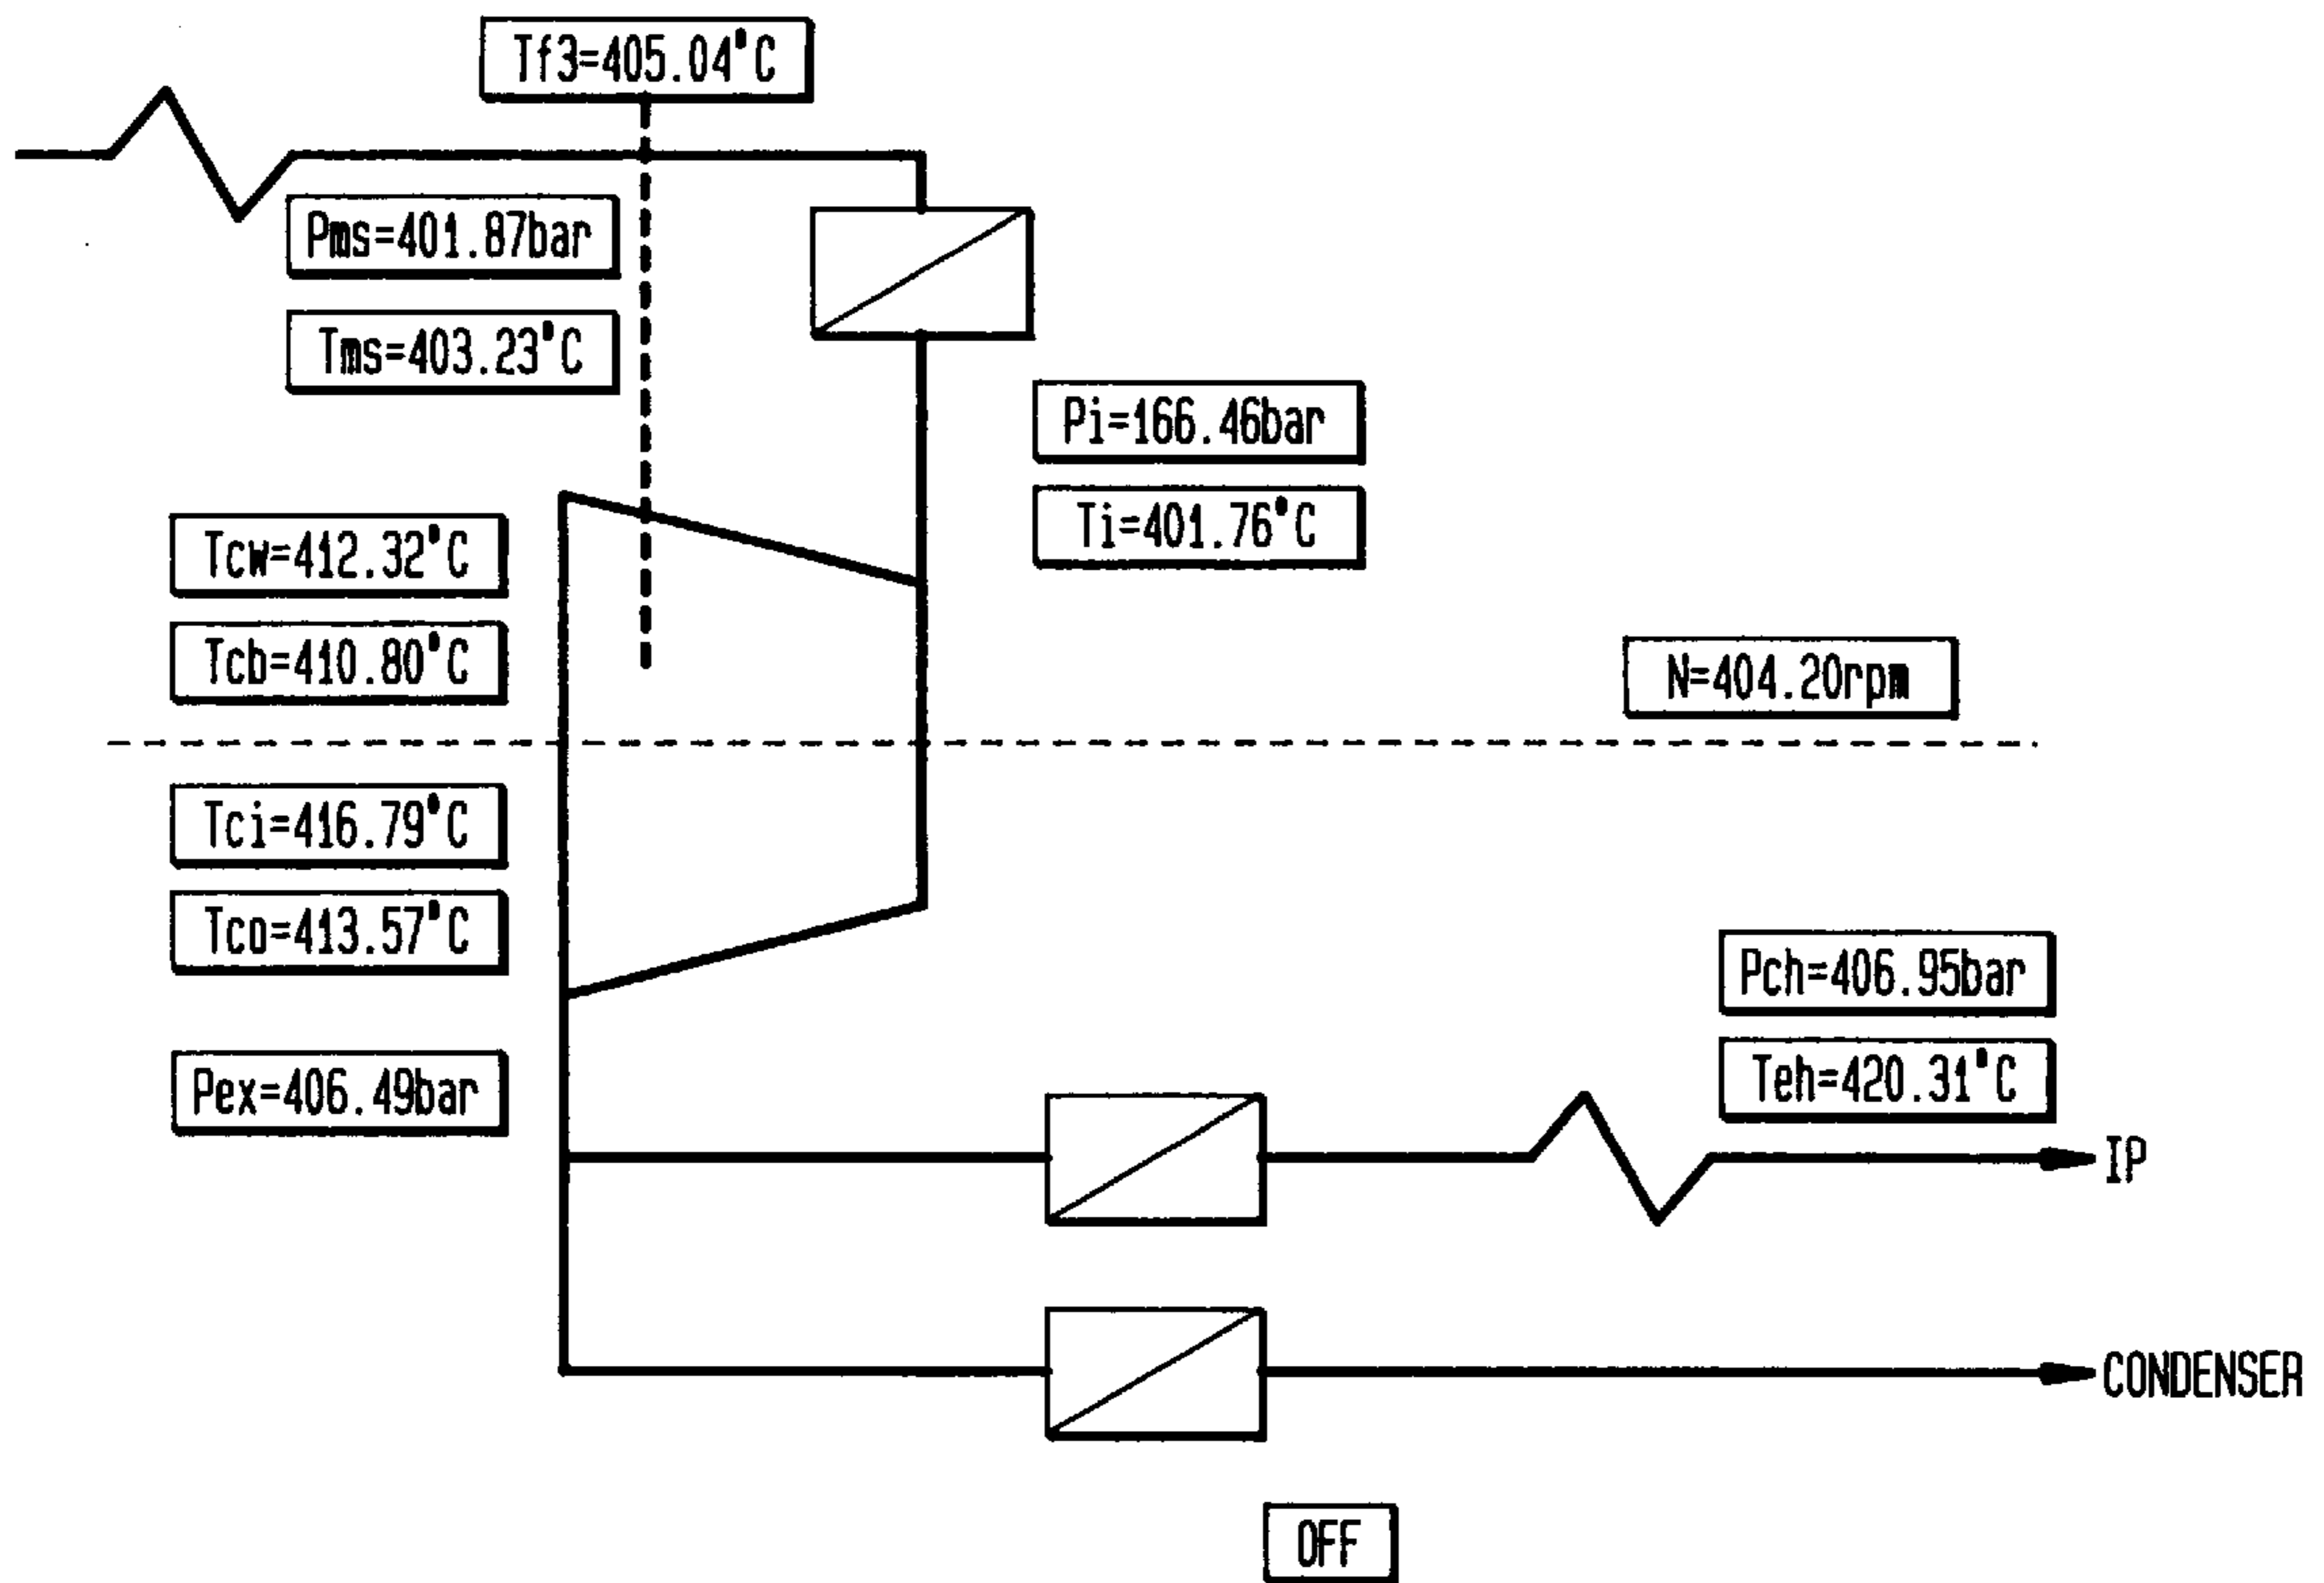 Tf3=405.04°C
Pms=401.87bar
Tms=403.23°C
Pi=166.46bar
Ti=401.76°C
Tcw=412.32°C
Tcb=410.80°C
N=404.20rpm
Tci=416.79°C
Tco=413.57°C
Pch=406.95bar
Pex=406.49bar
Teh=420.31°C
IP
CONDENSER
OFF